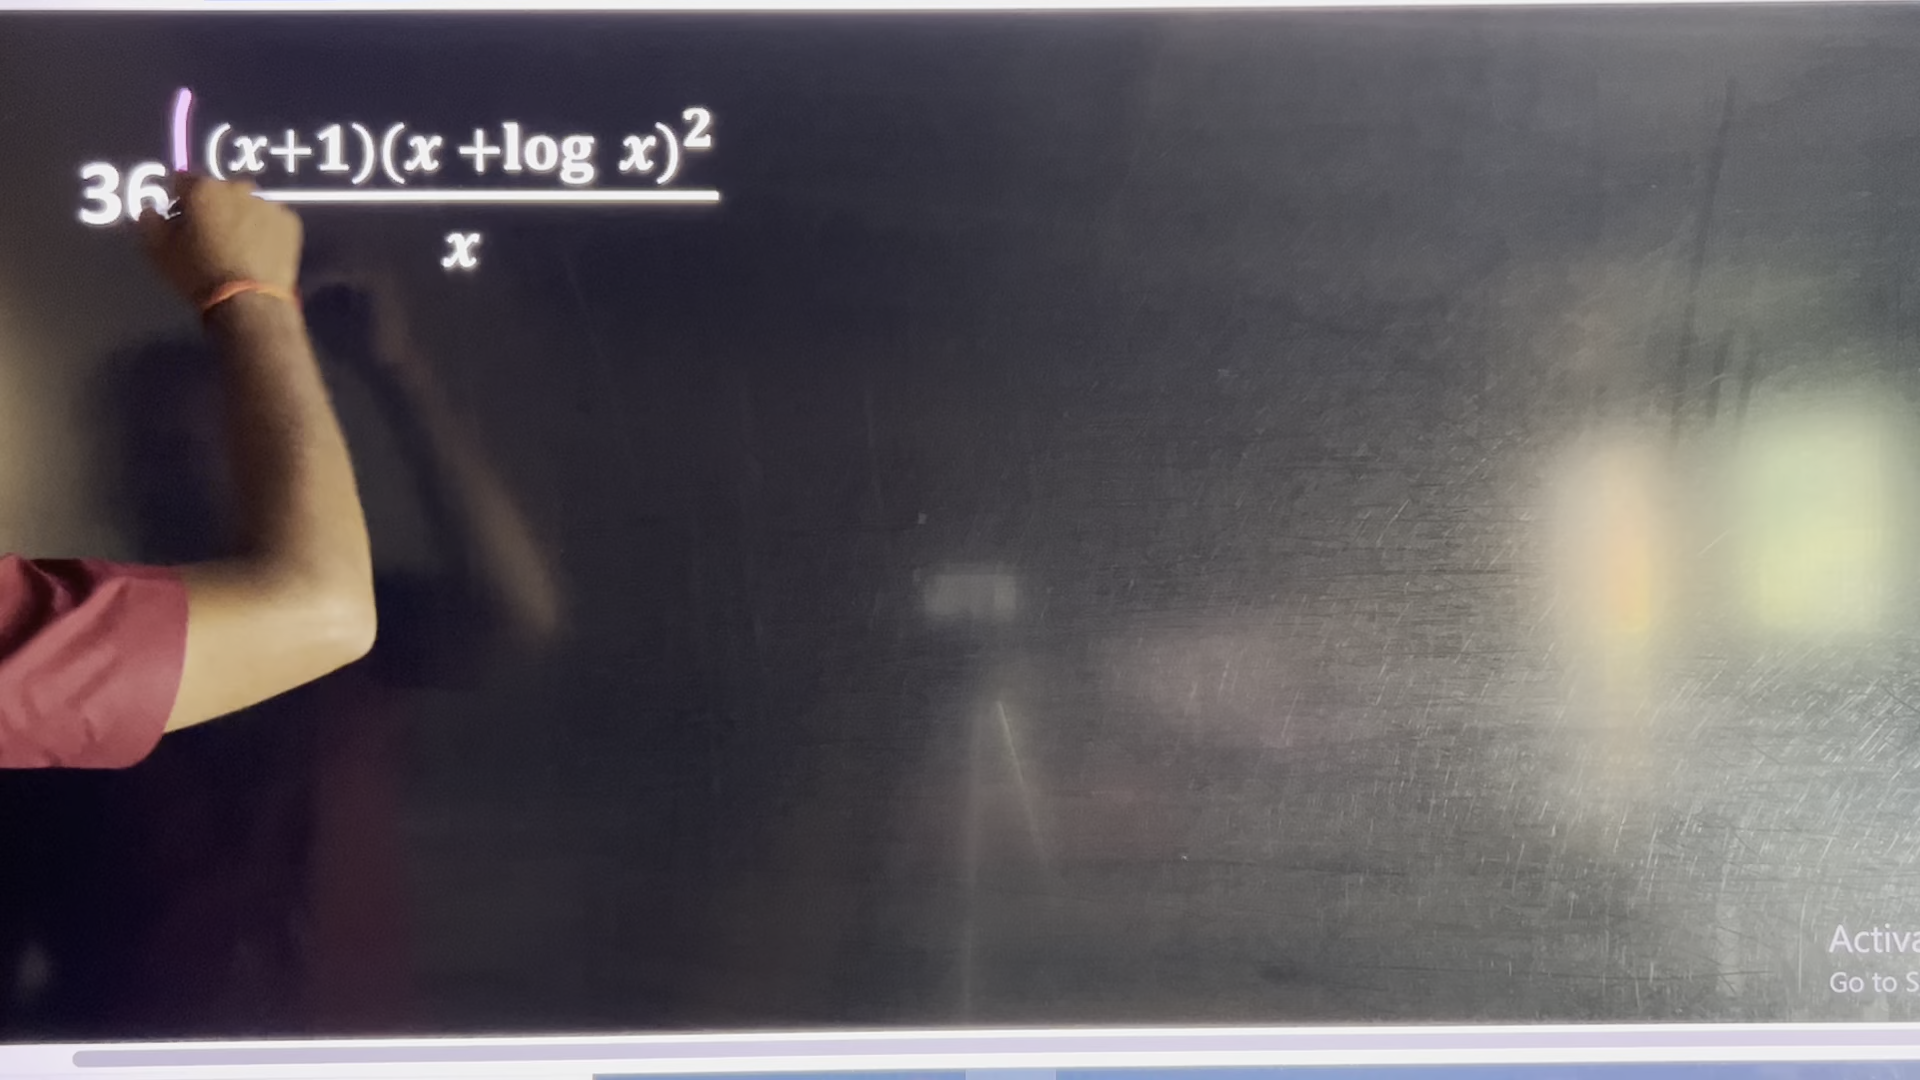 36 (x+1)(x +log x)²
x
Activa
Go to S